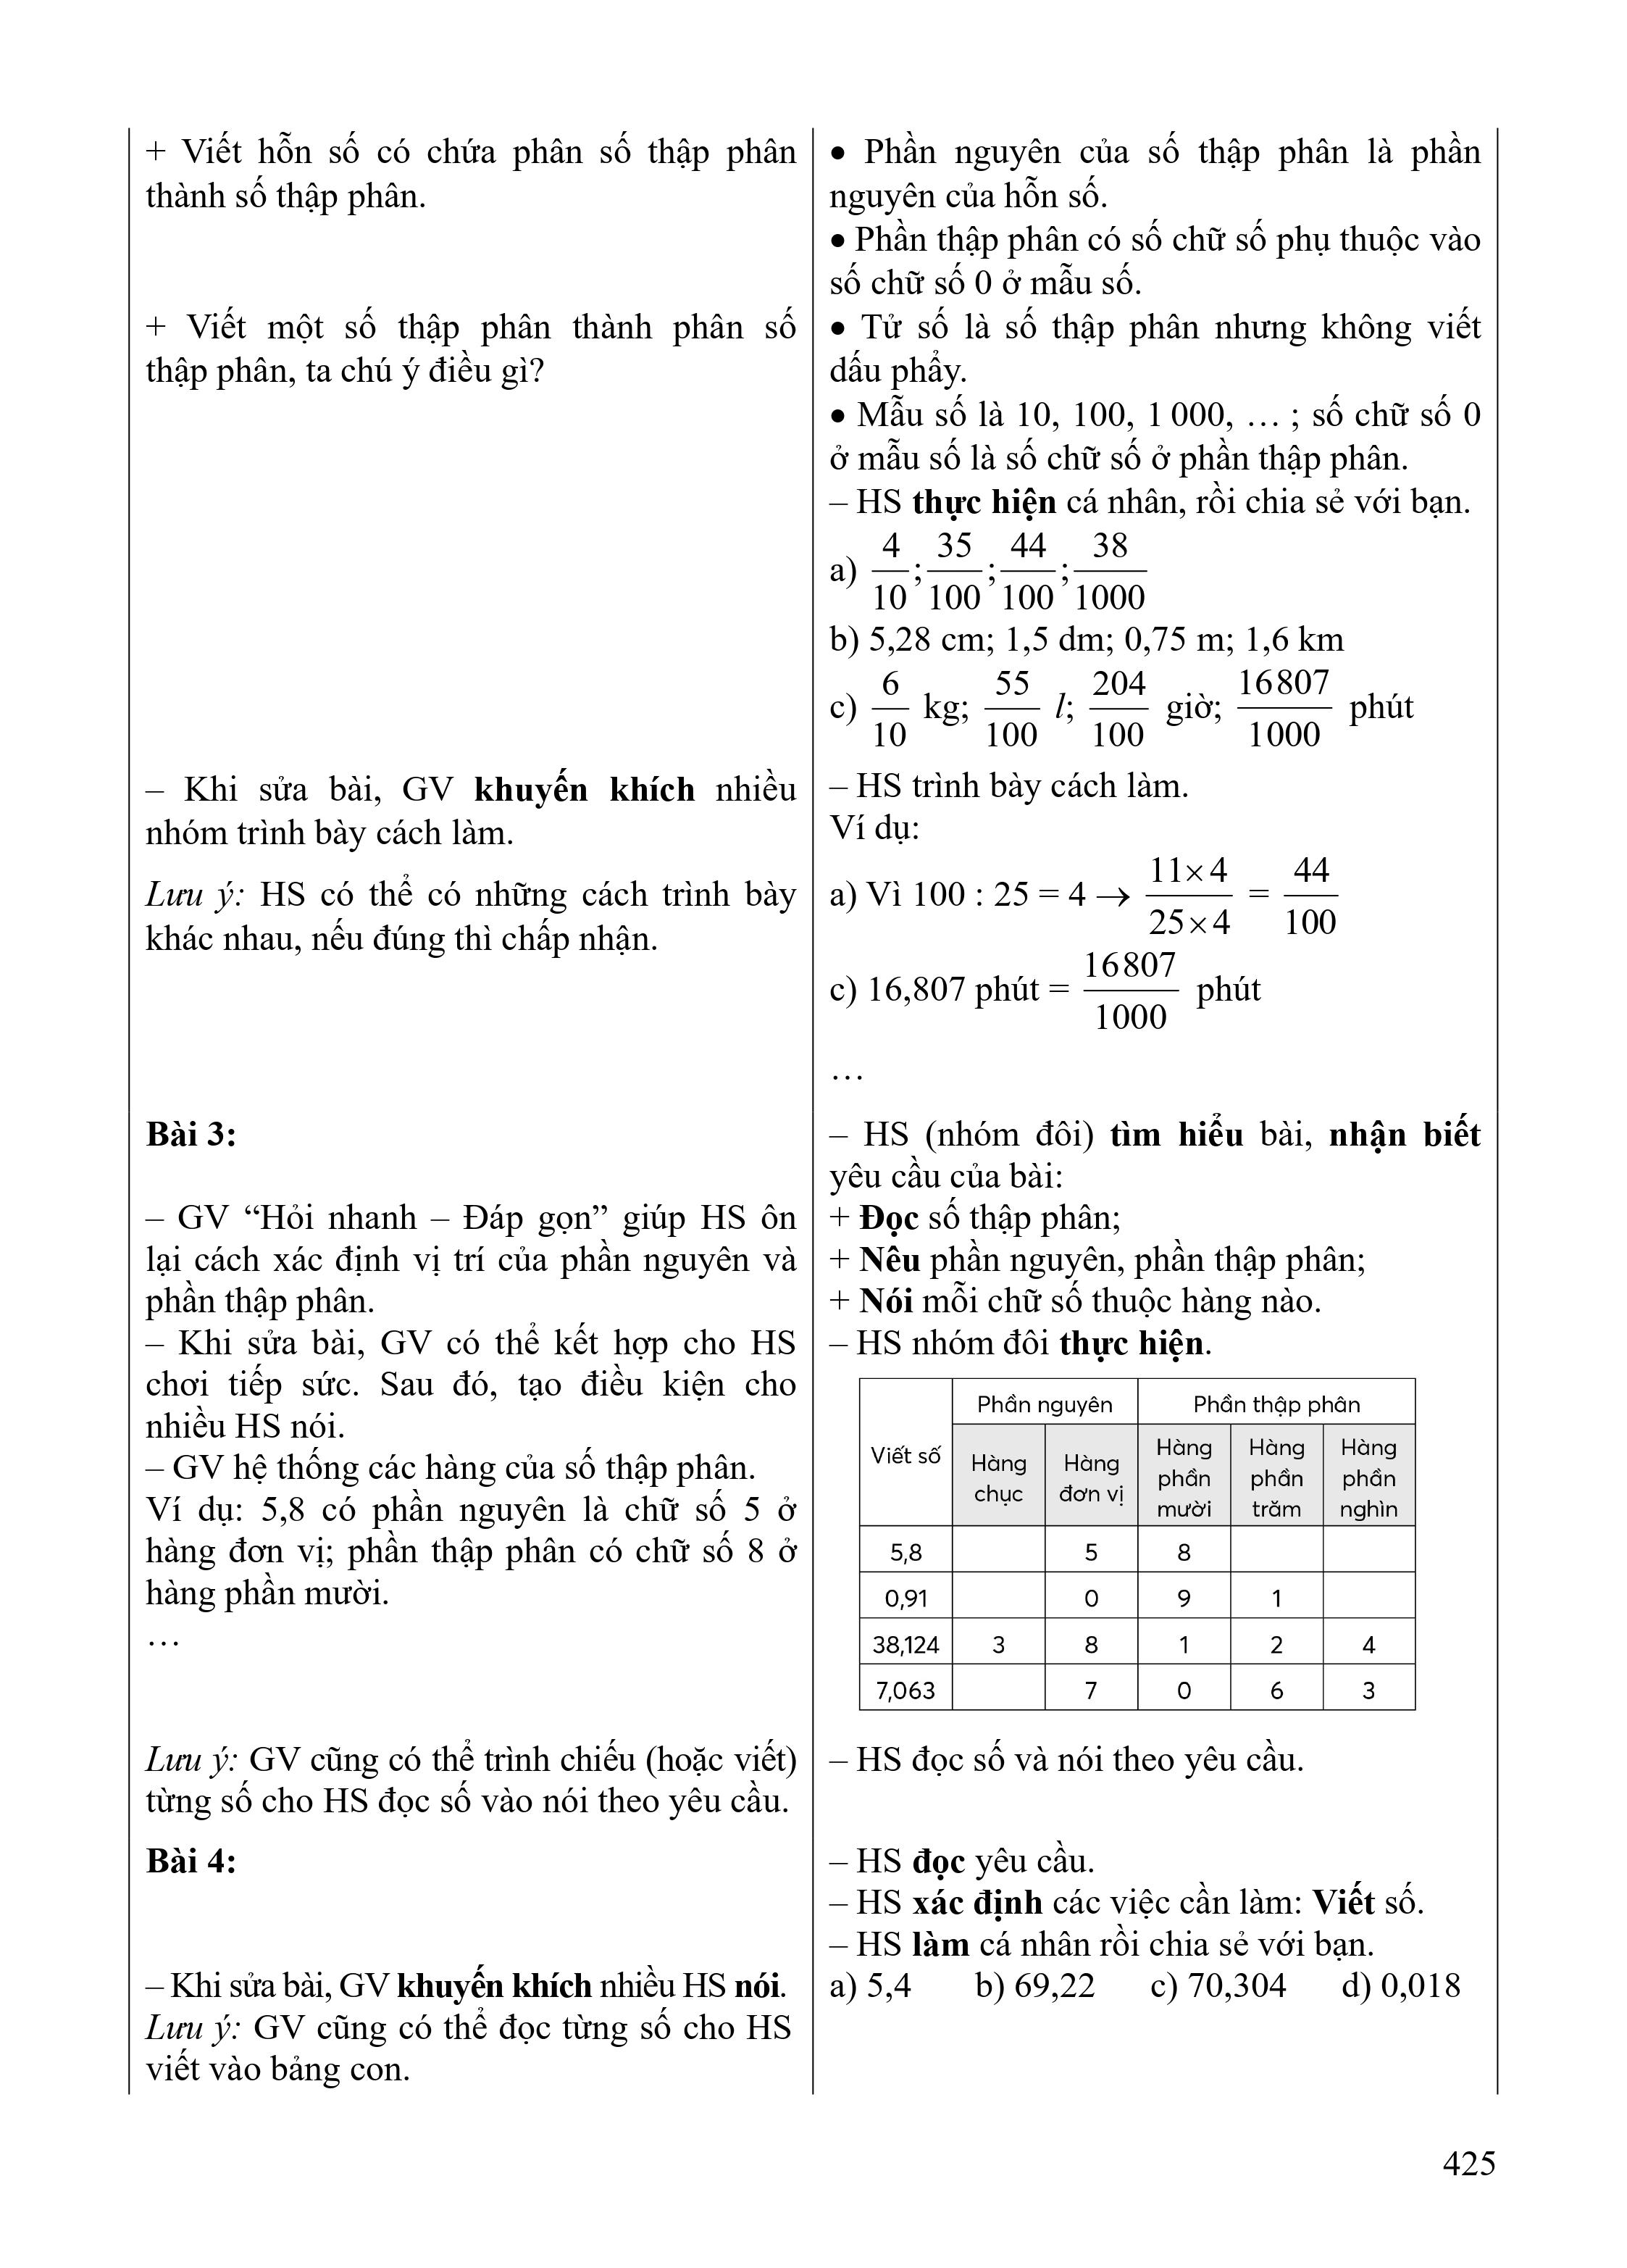 + Viết hỗn số có chứa phân số thập phân
thành số thập phân.
• Phần nguyên của số thập phân là phần
nguyên của hỗn số.
• Phần thập phân có số chữ số phụ thuộc vào
số chữ số 0 ở mẫu số.
+ Viết một số thập phân thành phân số
thập phân, ta chú ý điều gì?
• Tử số là số thập phân nhưng không viết
dấu phẩy.
• Mẫu số là 10, 100, 1 000, … ; số chữ số 0
ở mẫu số là số chữ số ở phần thập phân.
– HS thực hiện cá nhân, rồi chia sẻ với bạn.
a) 4/10; 35/100; 44/100; 38/1000
b) 5,28 cm; 1,5 dm; 0,75 m; 1,6 km
c) 6/10 kg; 55/100 l; 204/100 giờ; 16807/1000 phút
– Khi sửa bài, GV khuyến khích nhiều
nhóm trình bày cách làm.
Lưu ý: HS có thể có những cách trình bày
khác nhau, nếu đúng thì chấp nhận.
– HS trình bày cách làm.
Ví dụ:
a) Vì 100 : 25 = 4 → 11×4/25×4 = 44/100
c) 16,807 phút = 16807/1000 phút
…
Bài 3:
– GV “Hỏi nhanh – Đáp gọn” giúp HS ôn
lại cách xác định vị trí của phần nguyên và
phần thập phân.
– Khi sửa bài, GV có thể kết hợp cho HS
chơi tiếp sức. Sau đó, tạo điều kiện cho
nhiều HS nói.
– GV hệ thống các hàng của số thập phân.
Ví dụ: 5,8 có phần nguyên là chữ số 5 ở
hàng đơn vị; phần thập phân có chữ số 8 ở
hàng phần mười.
…
Lưu ý: GV cũng có thể trình chiếu (hoặc viết)
từng số cho HS đọc số vào nói theo yêu cầu.
– HS (nhóm đôi) tìm hiểu bài, nhận biết
yêu cầu của bài:
+ Đọc số thập phân;
+ Nêu phần nguyên, phần thập phân;
+ Nói mỗi chữ số thuộc hàng nào.
– HS nhóm đôi thực hiện.
Viết số
Phần nguyên Phần thập phân
Hàng chục Hàng đơn vị Hàng phần mười Hàng phần trăm Hàng phần nghìn
5,8 5 8
0,91 0 9 1
38,124 3 8 1 2 4
7,063 7 0 6 3
– HS đọc số và nói theo yêu cầu.
Bài 4:
– Khi sửa bài, GV khuyến khích nhiều HS nói.
Lưu ý: GV cũng có thể đọc từng số cho HS
viết vào bảng con.
– HS đọc yêu cầu.
– HS xác định các việc cần làm: Viết số.
– HS làm cá nhân rồi chia sẻ với bạn.
a) 5,4 b) 69,22 c) 70,304 d) 0,018
425